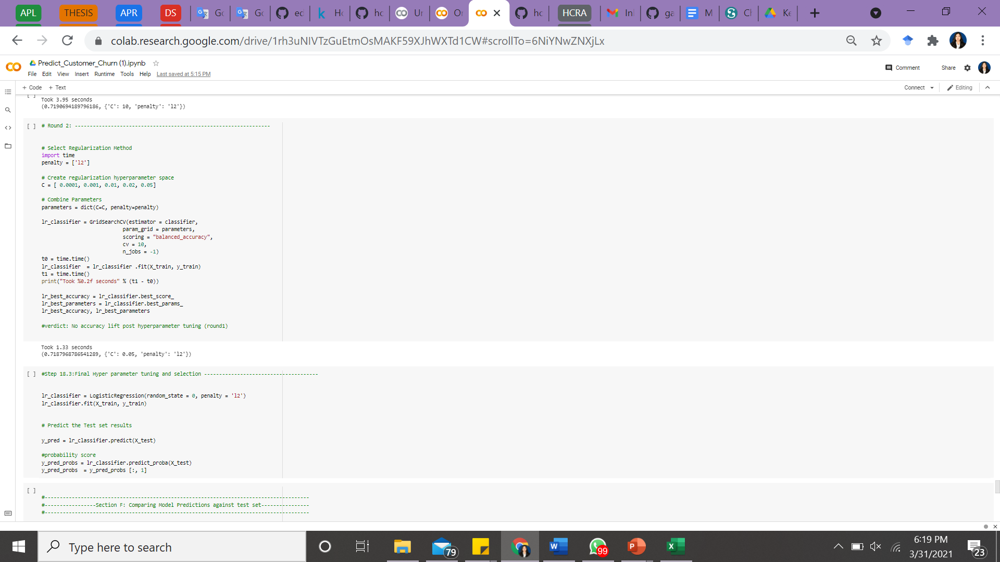 APL THESIS APR DS Go Go ed Ho hc Ur Or hc HCRA In ga M Ch Ke
colab.research.google.com/drive/1rh3uNIVTzGuEtmOsMAKF59XJhWXTd1CW#scrollTo=6NiYNwZNXjLx
Predict_Customer_Churn (1).ipynb
File Edit View Insert Runtime Tools Help Last saved at 5:15 PM
Comment Share
+ Code + Text
Connect Editing
[ ] Took 3.95 seconds
(0.7190694189796186, {'C': 10, 'penalty': 'l2'})
[ ] # Round 2: -----------------------------------------------------------------
# Select Regularization Method
import time
penalty = ['l2']
# Create regularization hyperparameter space
C = [ 0.0001, 0.001, 0.01, 0.02, 0.05]
# Combine Parameters
parameters = dict(C=C, penalty=penalty)
lr_classifier = GridSearchCV(estimator = classifier,
param_grid = parameters,
scoring = "balanced_accuracy",
cv = 10,
n_jobs = -1)
t0 = time.time()
lr_classifier  = lr_classifier .fit(X_train, y_train)
t1 = time.time()
print("Took %0.2f seconds" % (t1 - t0))
lr_best_accuracy = lr_classifier.best_score_
lr_best_parameters = lr_classifier.best_params_
lr_best_accuracy, lr_best_parameters
#verdict: No accuracy lift post hyperparameter tuning (round1)
Took 1.33 seconds
(0.7187968786541289, {'C': 0.05, 'penalty': 'l2'})
[ ] #Step 18.3:Final Hyper parameter tuning and selection --------------------------------------
lr_classifier = LogisticRegression(random_state = 0, penalty = 'l2')
lr_classifier.fit(X_train, y_train)
# Predict the Test set results
y_pred = lr_classifier.predict(X_test)
#probability score
y_pred_probs = lr_classifier.predict_proba(X_test)
y_pred_probs  = y_pred_probs [:, 1]
[ ]
#----------------------------------------------------------------------------------------
#-----------------Section F: Comparing Model Predictions against test set----------------
#----------------------------------------------------------------------------------------
Type here to search
79
99
6:19 PM
3/31/2021
23